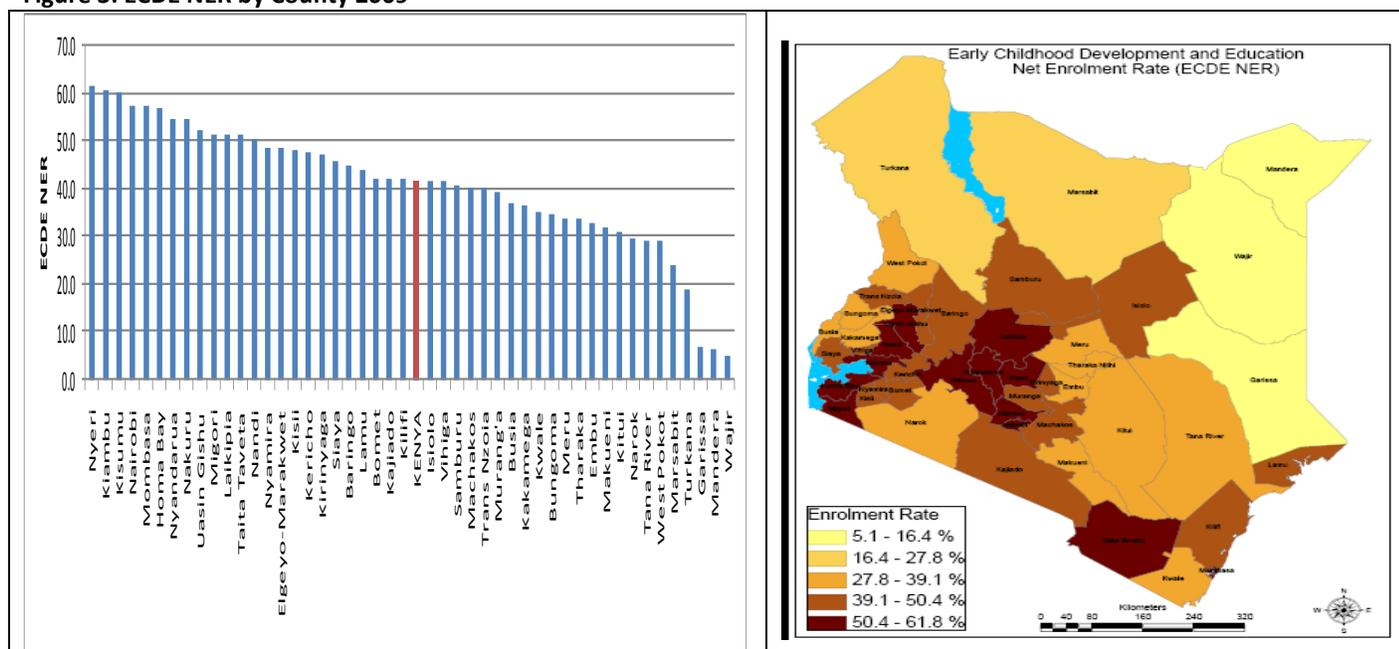 Figure 3: ECDE NER by County 2009
ECDE NER
70.0
60.0
50.0
40.0
30.0
20.0
10.0
0.0
Nyeri
Kiambu
Kisumu
Nairobi
Mombasa
Homa Bay
Nyandarua
Nakuru
Uasin Gishu
Migori
Laikipia
Taita Taveta
Nandi
Nyamira
Elgeyo-Marakwet
Kisii
Kericho
Kirinyaga
Siaya
Baringo
Lamu
Bomet
Kajiado
Kilifi
KENYA
Isiolo
Vihiga
Samburu
Machakos
Trans Nzoia
Murang'a
Busia
Kakamega
Kwale
Bungoma
Meru
Tharaka
Embu
Makueni
Kitui
Narok
Tana River
West Pokot
Marsabit
Turkana
Garissa
Mandera
Wajir
Early Childhood Development and Education
Net Enrolment Rate (ECDE NER)
Turkana
Marsabit
Mandera
Wajir
West Pokot
Samburu
Isiolo
Trans Nzoia
Elgeyo Marakwet
Baringo
Bungoma
Busia
Kakamega
Siaya
Vihiga
Meru
Tharaka Nithi
Garissa
Kericho
Nyeri
Kirinyaga
Embu
Nyamira
Bomet
Kisii
Muranga
Narok
Machakos
Kitui
Tana River
Kajiado
Makueni
Lamu
Kilifi
Taita Taveta
Mombasa
Kwale
Enrolment Rate
5.1 - 16.4 %
16.4 - 27.8 %
27.8 - 39.1 %
39.1 - 50.4 %
50.4 - 61.8 %
Kilometers
0 40 80 160 240 320
N
W E
S